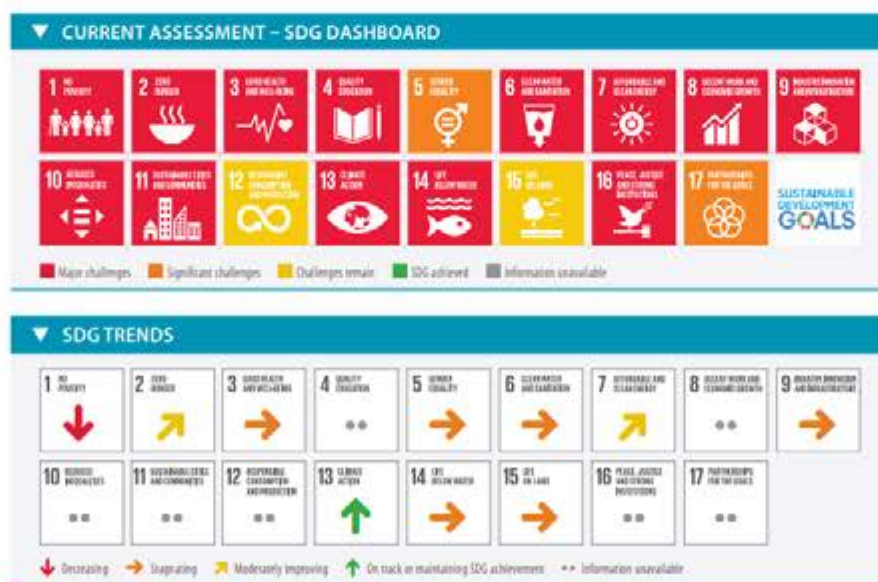 CURRENT ASSESSMENT – SDG DASHBOARD
1 NO POVERTY
2 ZERO HUNGER
3 GOOD HEALTH AND WELL-BEING
4 QUALITY EDUCATION
5 GENDER EQUALITY
6 CLEAN WATER AND SANITATION
7 AFFORDABLE AND CLEAN ENERGY
8 DECENT WORK AND ECONOMIC GROWTH
9 INDUSTRY, INNOVATION AND INFRASTRUCTURE
10 REDUCED INEQUALITIES
11 SUSTAINABLE CITIES AND COMMUNITIES
12 RESPONSIBLE CONSUMPTION AND PRODUCTION
13 CLIMATE ACTION
14 LIFE BELOW WATER
15 LIFE ON LAND
16 PEACE, JUSTICE AND STRONG INSTITUTIONS
17 PARTNERSHIPS FOR THE GOALS
SUSTAINABLE
DEVELOPMENT
GOALS
Major challenges Significant challenges Challenges remain SDG achieved Information unavailable
SDG TRENDS
1 NO POVERTY
2 ZERO HUNGER
3 GOOD HEALTH AND WELL-BEING
4 QUALITY EDUCATION
5 GENDER EQUALITY
6 CLEAN WATER AND SANITATION
7 AFFORDABLE AND CLEAN ENERGY
8 DECENT WORK AND ECONOMIC GROWTH
9 INDUSTRY, INNOVATION AND INFRASTRUCTURE
10 REDUCED INEQUALITIES
11 SUSTAINABLE CITIES AND COMMUNITIES
12 RESPONSIBLE CONSUMPTION AND PRODUCTION
13 CLIMATE ACTION
14 LIFE BELOW WATER
15 LIFE ON LAND
16 PEACE, JUSTICE AND STRONG INSTITUTIONS
17 PARTNERSHIPS FOR THE GOALS
Decreasing Stagnating Moderately improving On track or maintaining SDG achievement Information unavailable